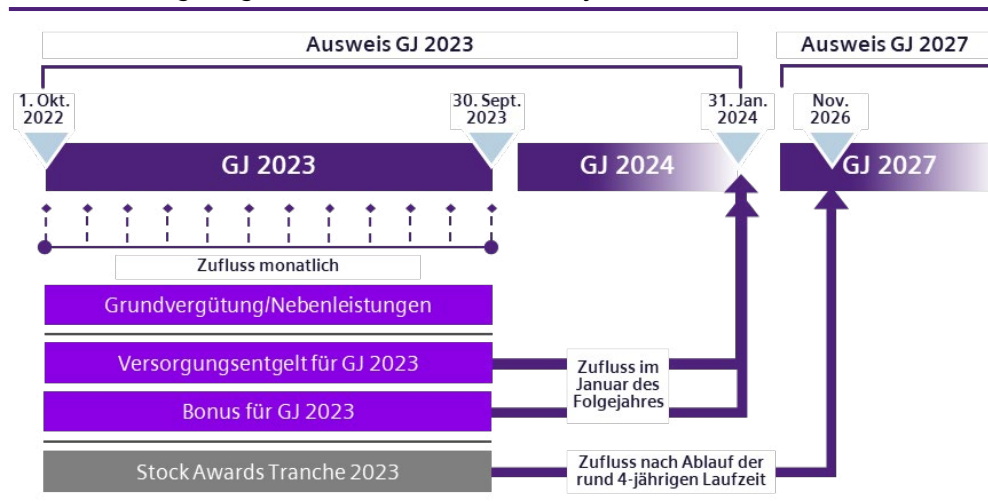 Ausweis GJ 2023
Ausweis GJ 2027
1. Okt.
2022
30. Sept.
2023
31. Jan.
2024
Nov.
2026
GJ 2023
GJ 2024
GJ 2027
Zufluss monatlich
Grundvergütung/Nebenleistungen
Versorgungsentgelt für GJ 2023
Zufluss im
Januar des
Folgejahres
Bonus für GJ 2023
Stock Awards Tranche 2023
Zufluss nach Ablauf der
rund 4-jährigen Laufzeit